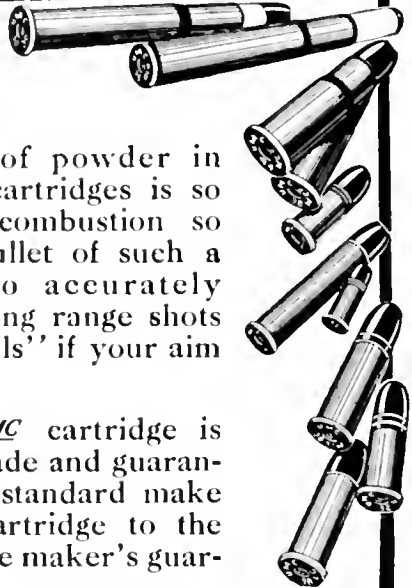 of powder in
cartridges is so
combustion so
llet of such a
o accurately
ng range shots
ls" if your aim
MC cartridge is
de and guaran-
standard make
artridge to the
e maker's guar-